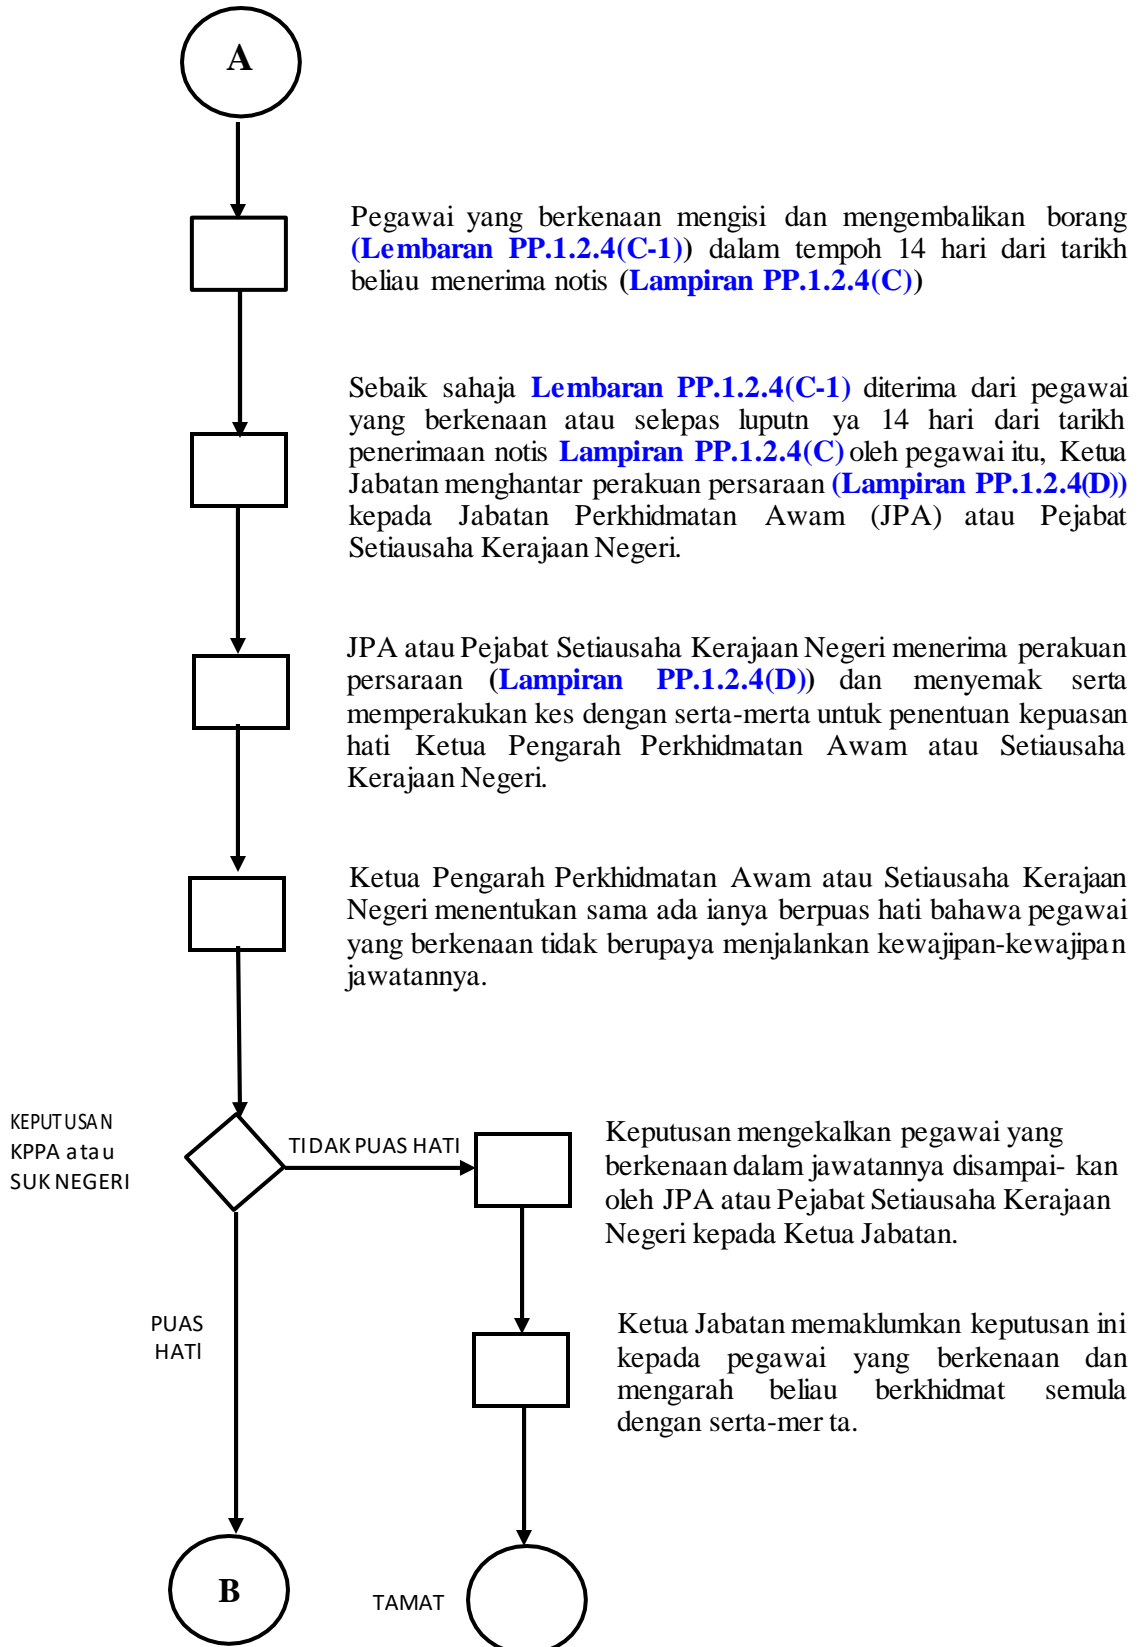 A
Pegawai yang berkenaan mengisi dan mengembalikan borang
(Lembaran PP.1.2.4(C-1)) dalam tempoh 14 hari dari tarikh
beliau menerima notis (Lampiran PP.1.2.4(C))
Sebaik sahaja Lembaran PP.1.2.4(C-1) diterima dari pegawai
yang berkenaan atau selepas luputn ya 14 hari dari tarikh
penerimaan notis Lampiran PP.1.2.4(C) oleh pegawai itu, Ketua
Jabatan menghantar perakuan persaraan (Lampiran PP.1.2.4(D))
kepada Jabatan Perkhidmatan Awam (JPA) atau Pejabat
Setiausaha Kerajaan Negeri.
JPA atau Pejabat Setiausaha Kerajaan Negeri menerima perakuan
persaraan (Lampiran PP.1.2.4(D)) dan menyemak serta
memperakukan kes dengan serta-merta untuk penentuan kepuasan
hati Ketua Pengarah Perkhidmatan Awam atau Setiausaha
Kerajaan Negeri.
Ketua Pengarah Perkhidmatan Awam atau Setiausaha Kerajaan
Negeri menentukan sama ada ianya berpuas hati bahawa pegawai
yang berkenaan tidak berupaya menjalankan kewajipan-kewajipan
jawatannya.
KEPUTUSAN
KPPA atau
SUK NEGERI
TIDAK PUAS HATI
Keputusan mengekalkan pegawai yang
berkenaan dalam jawatannya disampai- kan
oleh JPA atau Pejabat Setiausaha Kerajaan
Negeri kepada Ketua Jabatan.
PUAS
HATI
Ketua Jabatan memaklumkan keputusan ini
kepada pegawai yang berkenaan dan
mengarah beliau berkhidmat semula
dengan serta-mer ta.
B
TAMAT